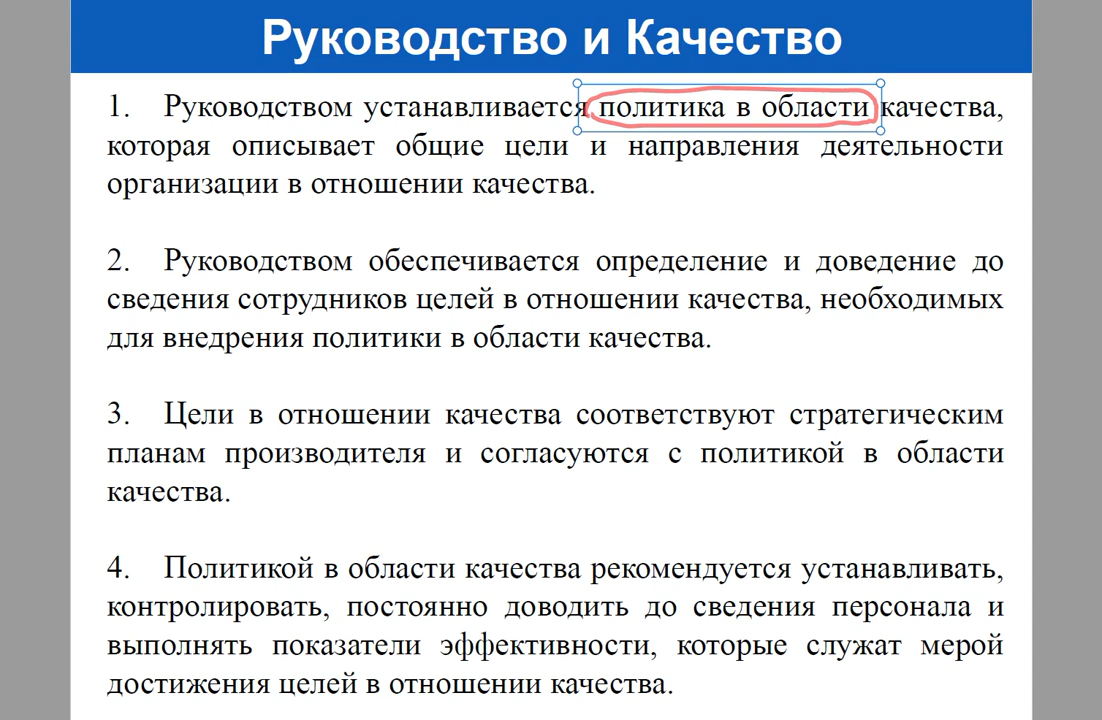 Руководство и Качество
1. Руководством устанавливается политика в области качества,
которая описывает общие цели и направления деятельности
организации в отношении качества.
2. Руководством обеспечивается определение и доведение до
сведения сотрудников целей в отношении качества, необходимых
для внедрения политики в области качества.
3. Цели в отношении качества соответствуют стратегическим
планам производителя и согласуются с политикой в области
качества.
4. Политикой в области качества рекомендуется устанавливать,
контролировать, постоянно доводить до сведения персонала и
выполнять показатели эффективности, которые служат мерой
достижения целей в отношении качества.